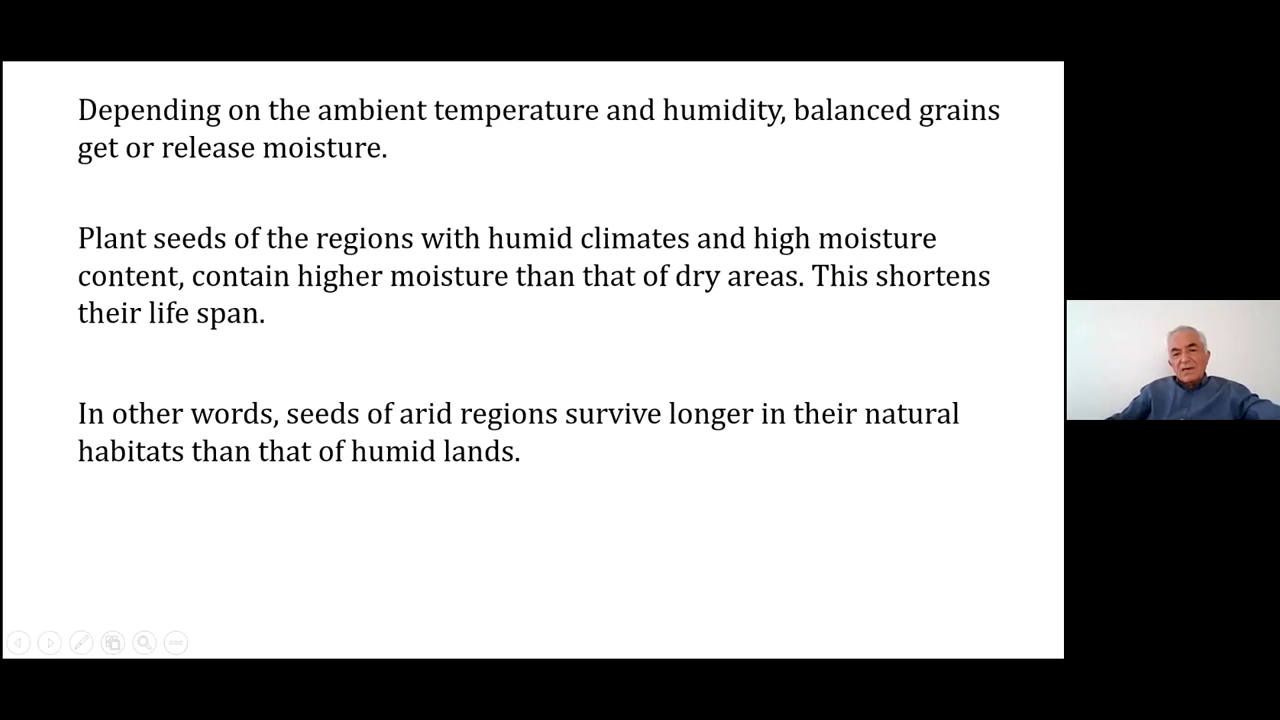 Depending on the ambient temperature and humidity, balanced grains
get or release moisture.
Plant seeds of the regions with humid climates and high moisture
content, contain higher moisture than that of dry areas. This shortens
their life span.
In other words, seeds of arid regions survive longer in their natural
habitats than that of humid lands.